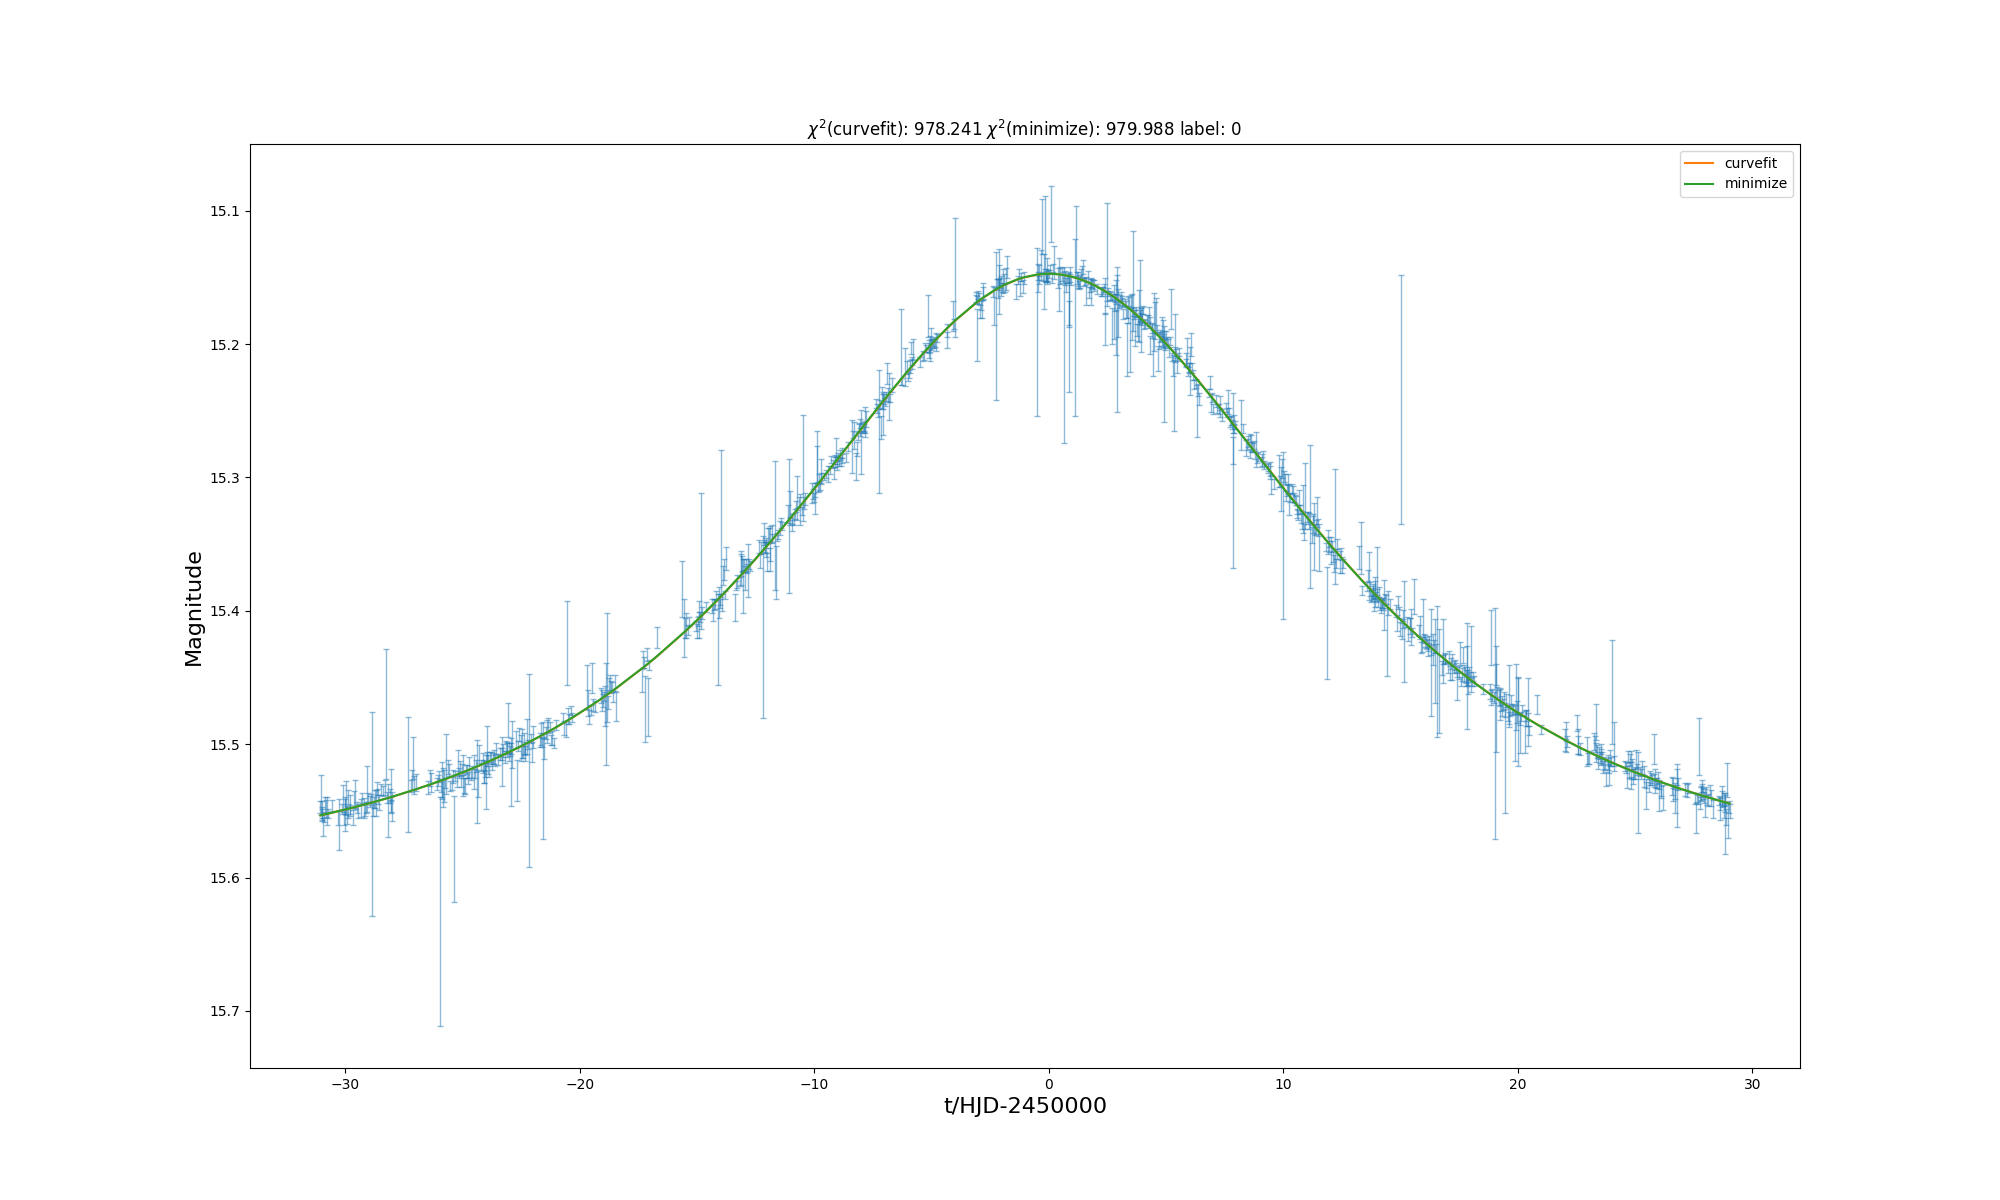 χ²(curvefit): 978.241 χ²(minimize): 979.988 label: 0
curvefit
minimize
15.1
15.2
15.3
15.4
15.5
15.6
15.7
Magnitude
−30
−20
−10
0
10
20
30
t/HJD-2450000